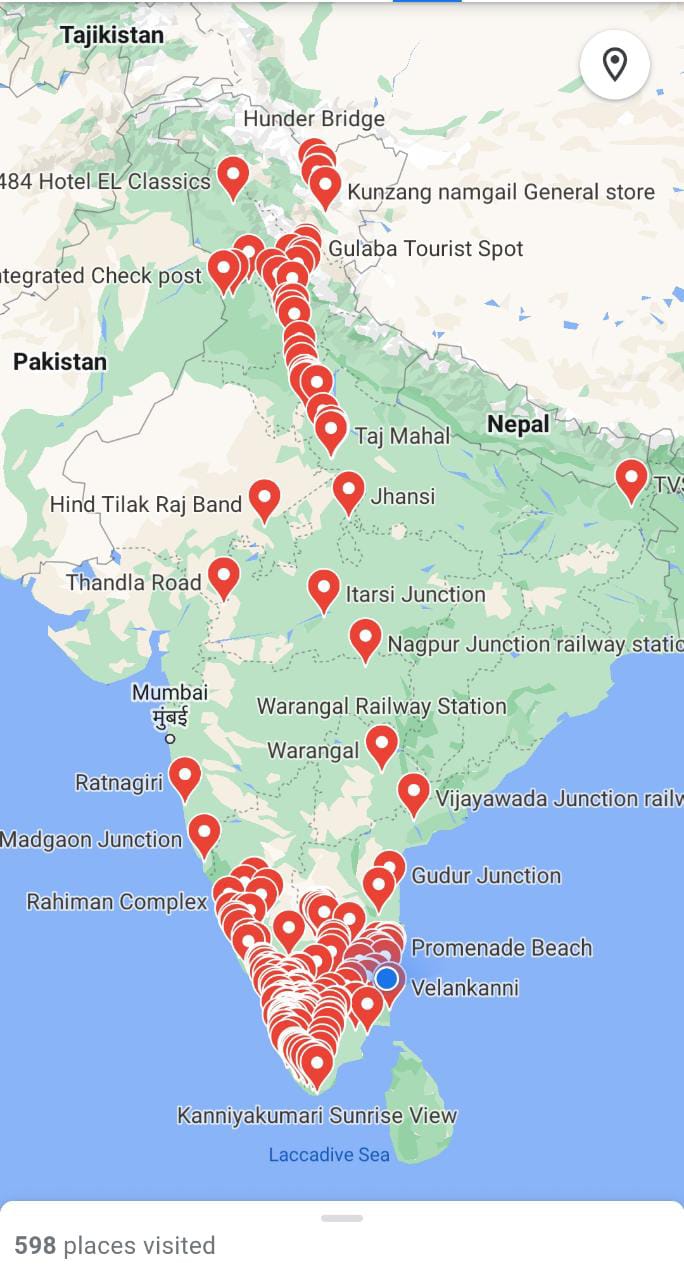 Tajikistan
Hunder Bridge
484 Hotel EL Classics
Kunzang namgail General store
Gulaba Tourist Spot
ntegrated Check post
Pakistan
Taj Mahal
Nepal
Hind Tilak Raj Band
Jhansi
TVS
Thandla Road
Itarsi Junction
Nagpur Junction railway static
Mumbai
मुंबई
Warangal Railway Station
Warangal
Ratnagiri
Vijayawada Junction railw
Madgaon Junction
Gudur Junction
Rahiman Complex
Promenade Beach
Velankanni
Kanniyakumari Sunrise View
Laccadive Sea
598 places visited